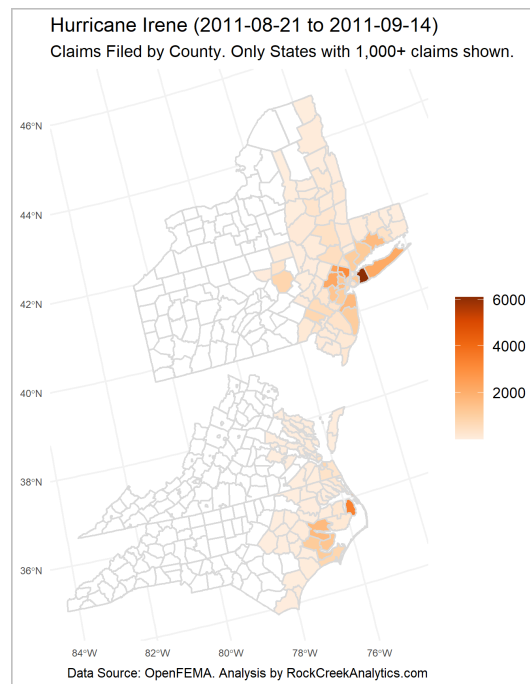 Hurricane Irene (2011-08-21 to 2011-09-14)
Claims Filed by County. Only States with 1,000+ claims shown.
46°N
44°N
42°N
40°N
38°N
36°N
6000
4000
2000
84°W
82°W
80°W
78°W
76°W
Data Source: OpenFEMA. Analysis by RockCreekAnalytics.com